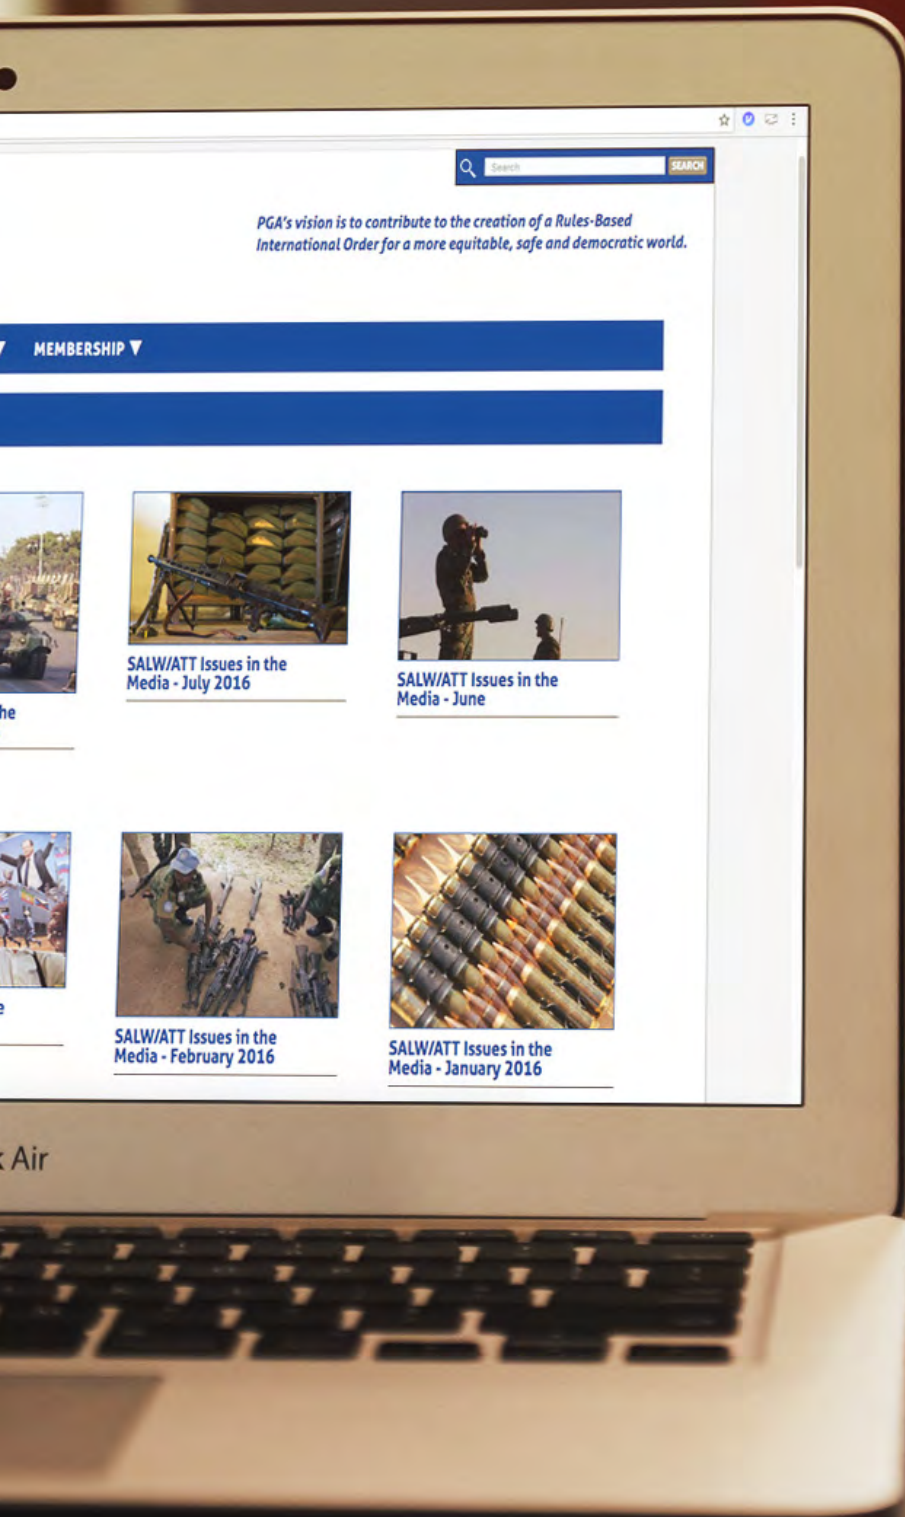 Search
SEARCH
PGA's vision is to contribute to the creation of a Rules-Based
International Order for a more equitable, safe and democratic world.
MEMBERSHIP ▼
SALW/ATT Issues in the
Media - July 2016
SALW/ATT Issues in the
Media - June
he
SALW/ATT Issues in the
Media - February 2016
SALW/ATT Issues in the
Media - January 2016
e
Air